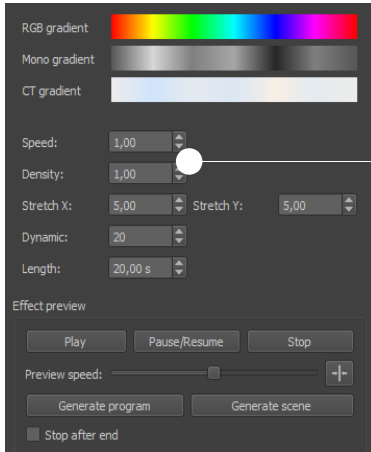 RGB gradient
Mono gradient
CT gradient
Speed: 1,00
Density: 1,00
Stretch X: 5,00 Stretch Y: 5,00
Dynamic: 20
Length: 20,00 s
Effect preview
Play Pause/Resume Stop
Preview speed:
Generate program Generate scene
Stop after end